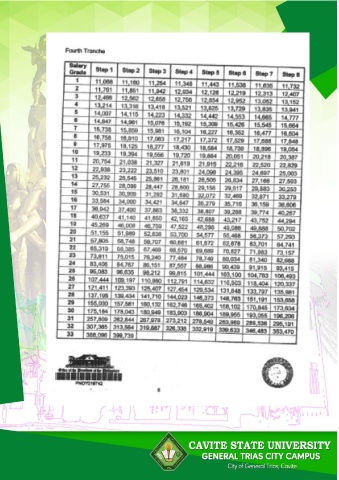 Fourth Tranche
Salary Grade Step 1 Step 2 Step 3 Step 4 Step 5 Step 6 Step 7 Step 8
1 11,068 11,160 11,254 11,348 11,443 11,538 11,635 11,732
2 11,761 11,851 11,942 12,034 12,126 12,219 12,313 12,407
3 12,466 12,562 12,658 12,756 12,854 12,952 13,052 13,152
4 13,214 13,316 13,418 13,521 13,625 13,729 13,835 13,941
5 14,007 14,115 14,223 14,332 14,442 14,553 14,665 14,777
6 14,847 14,961 15,076 15,192 15,309 15,426 15,545 15,664
7 15,738 15,859 15,981 16,104 16,227 16,352 16,477 16,604
8 16,758 16,910 17,063 17,217 17,372 17,529 17,688 17,848
9 17,975 18,125 18,277 18,430 18,584 18,739 18,896 19,054
10 19,233 19,394 19,556 19,720 19,884 20,051 20,218 20,387
11 20,754 21,038 21,327 21,619 21,915 22,216 22,520 22,829
12 22,938 23,222 23,510 23,801 24,096 24,395 24,697 25,003
13 25,232 25,545 25,861 26,181 26,506 26,834 27,166 27,503
14 27,755 28,099 28,447 28,800 29,156 29,517 29,883 30,253
15 30,531 30,909 31,292 31,680 32,072 32,469 32,871 33,279
16 33,584 34,000 34,421 34,847 35,279 35,716 36,159 36,606
17 36,942 37,400 37,863 38,332 38,807 39,288 39,774 40,267
18 40,637 41,140 41,650 42,165 42,688 43,217 43,752 44,294
19 45,269 46,008 46,759 47,522 48,298 49,086 49,888 50,702
20 51,155 51,989 52,838 53,700 54,577 55,468 56,373 57,293
21 57,805 58,748 59,707 60,681 61,672 62,678 63,701 64,741
22 65,319 66,385 67,469 68,570 69,689 70,827 71,983 73,157
23 73,811 75,015 76,240 77,484 78,749 80,034 81,340 82,668
24 83,406 84,767 86,151 87,557 88,986 90,439 91,915 93,415
25 95,083 96,635 98,212 99,815 101,444 103,100 104,783 106,493
26 107,444 109,197 110,980 112,791 114,632 116,503 118,404 120,337
27 121,411 123,393 125,407 127,454 129,534 131,648 133,797 135,981
28 137,195 139,434 141,710 144,023 146,373 148,763 151,191 153,658
29 155,030 157,561 160,132 162,746 165,402 168,102 170,845 173,634
30 175,184 178,043 180,949 183,903 186,904 189,955 193,055 196,206
31 257,809 262,844 267,978 273,212 278,549 283,989 289,536 295,191
32 307,365 313,564 319,887 326,338 332,919 339,633 346,483 353,470
33 388,096 399,739
Office of the President of the Philippines
6
CAVITE STATE UNIVERSITY
GENERAL TRIAS CITY CAMPUS
City of General Trias, Cavite